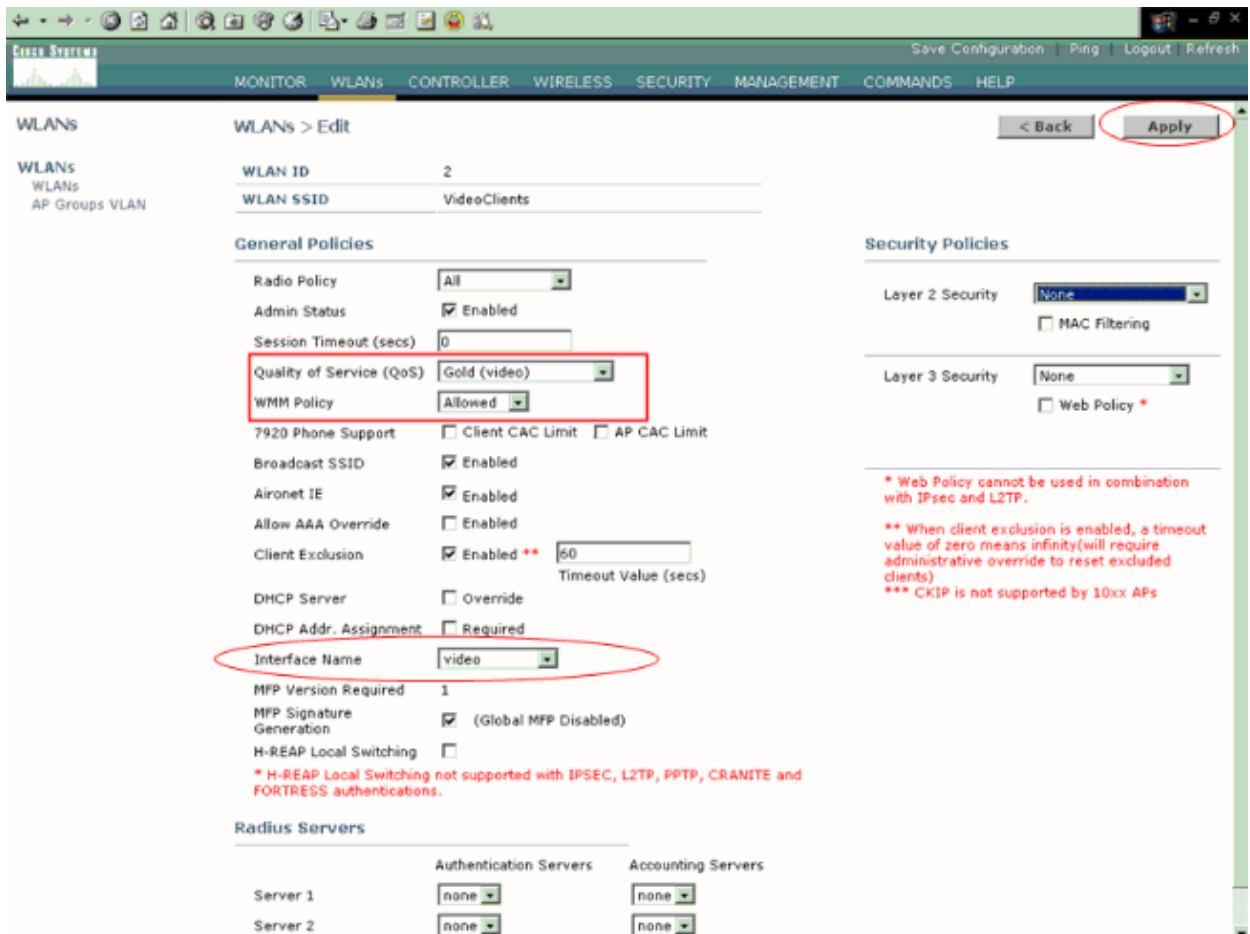 CISCO SYSTEMS
Save Configuration | Ping | Logout | Refresh
MONITOR WLANs CONTROLLER WIRELESS SECURITY MANAGEMENT COMMANDS HELP
WLANs
WLANs
WLANs
AP Groups VLAN
WLANs > Edit
< Back
Apply
WLAN ID 2
WLAN SSID VideoClients
General Policies
Radio Policy All
Admin Status Enabled
Session Timeout (secs) 0
Quality of Service (QoS) Gold (video)
WMM Policy Allowed
7920 Phone Support Client CAC Limit AP CAC Limit
Broadcast SSID Enabled
Aironet IE Enabled
Allow AAA Override Enabled
Client Exclusion Enabled ** 60
Timeout Value (secs)
DHCP Server Override
DHCP Addr. Assignment Required
Interface Name video
MFP Version Required 1
MFP Signature
Generation (Global MFP Disabled)
H-REAP Local Switching
* H-REAP Local Switching not supported with IPSEC, L2TP, PPTP, CRANITE and
FORTRESS authentications.
Security Policies
Layer 2 Security None
MAC Filtering
Layer 3 Security None
Web Policy *
* Web Policy cannot be used in combination
with IPsec and L2TP.
** When client exclusion is enabled, a timeout
value of zero means infinity(will require
administrative override to reset excluded
clients)
*** CKIP is not supported by 10xx APs
Radius Servers
Authentication Servers Accounting Servers
Server 1 none none
Server 2 none none